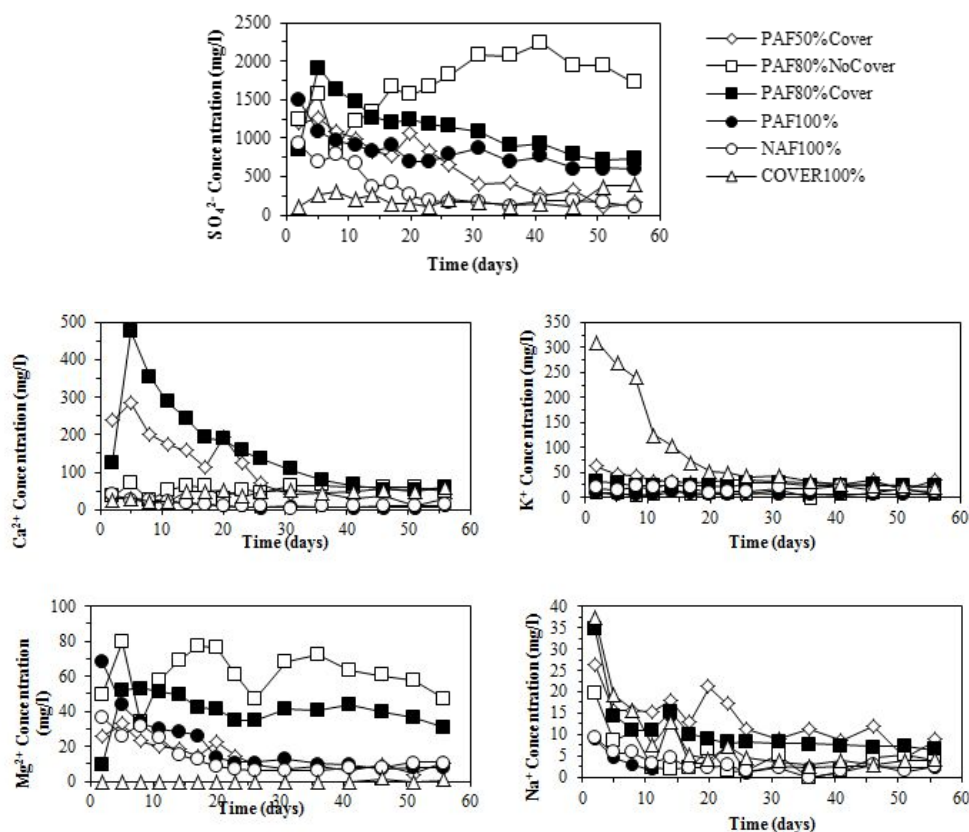 SO₄²⁻ Concentration (mg/l)
2500
2000
1500
1000
500
0
0 10 20 30 40 50 60
Time (days)
PAF50%Cover
PAF80%NoCover
PAF80%Cover
PAF100%
NAF100%
COVER100%
Ca²⁺ Concentration (mg/l)
500
400
300
200
100
0
0 10 20 30 40 50 60
Time (days)
K⁺ Concentration (mg/l)
350
300
250
200
150
100
50
0
0 10 20 30 40 50 60
Time (days)
Mg²⁺ Concentration
(mg/l)
100
80
60
40
20
0
0 10 20 30 40 50 60
Time (days)
Na⁺ Concentration (mg/l)
40
35
30
25
20
15
10
5
0
0 10 20 30 40 50 60
Time (days)